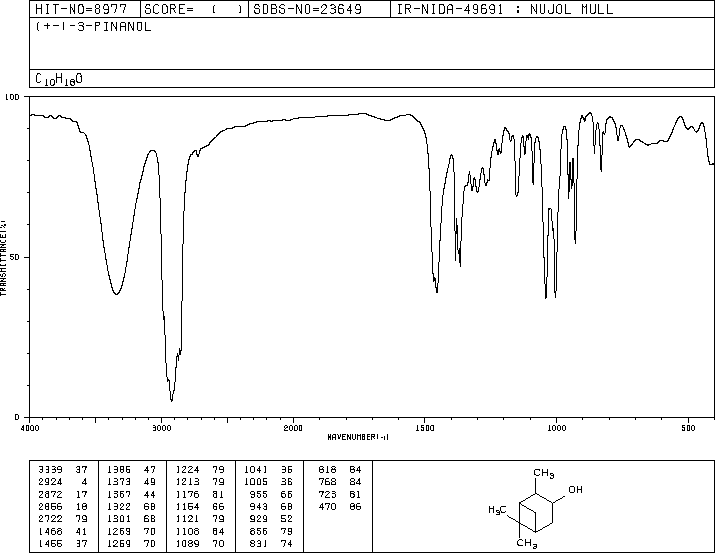 HIT-NO=8977 SCORE= ( ) SDBS-NO=23649 IR-NIDA-49691 : NUJOL MULL
(+-)-3-PINANOL
C10H18O
100
50
0
TRANSMITTANCE(%)
4000 3000 2000 1500 1000 500
WAVENUMBER(-1)
3339 37 1386 47 1224 79 1041 36 818 84
2924 4 1373 49 1213 79 1005 36 768 84
2872 17 1367 44 1176 81 955 66 723 81
2866 18 1322 68 1154 66 943 68 470 86
2722 79 1301 68 1121 79 929 52
1468 41 1269 70 1108 84 856 79
1455 37 1259 70 1089 70 831 74
CH3
OH
H3C
CH3